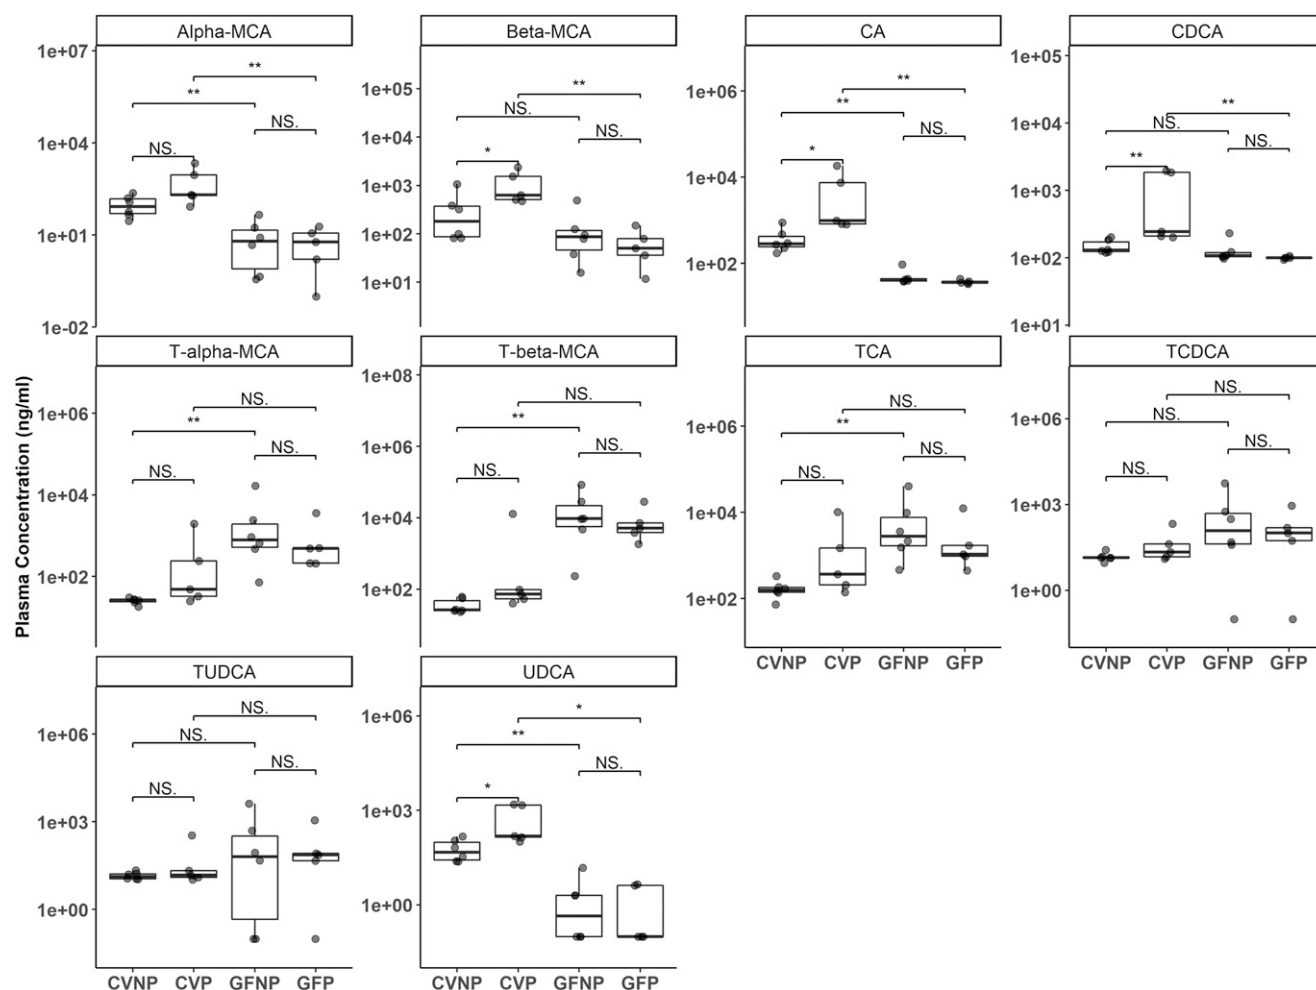 Plasma Concentration (ng/ml)
Alpha-MCA
1e+07
1e+04
1e+01
1e-02
**
**
NS.
NS.
Beta-MCA
1e+05
1e+04
1e+03
1e+02
1e+01
**
NS.
NS.
*
CA
1e+06
1e+04
1e+02
**
**
NS.
*
CDCA
1e+05
1e+04
1e+03
1e+02
1e+01
**
NS.
NS.
**
T-alpha-MCA
1e+06
1e+04
1e+02
NS.
**
NS.
NS.
T-beta-MCA
1e+08
1e+06
1e+04
1e+02
NS.
**
NS.
NS.
TCA
1e+06
1e+04
1e+02
NS.
**
NS.
NS.
CVNP CVP GFNP GFP
TCDCA
1e+06
1e+03
1e+00
NS.
NS.
NS.
NS.
CVNP CVP GFNP GFP
TUDCA
1e+06
1e+03
1e+00
NS.
NS.
NS.
NS.
CVNP CVP GFNP GFP
UDCA
1e+06
1e+03
1e+00
*
**
NS.
*
CVNP CVP GFNP GFP